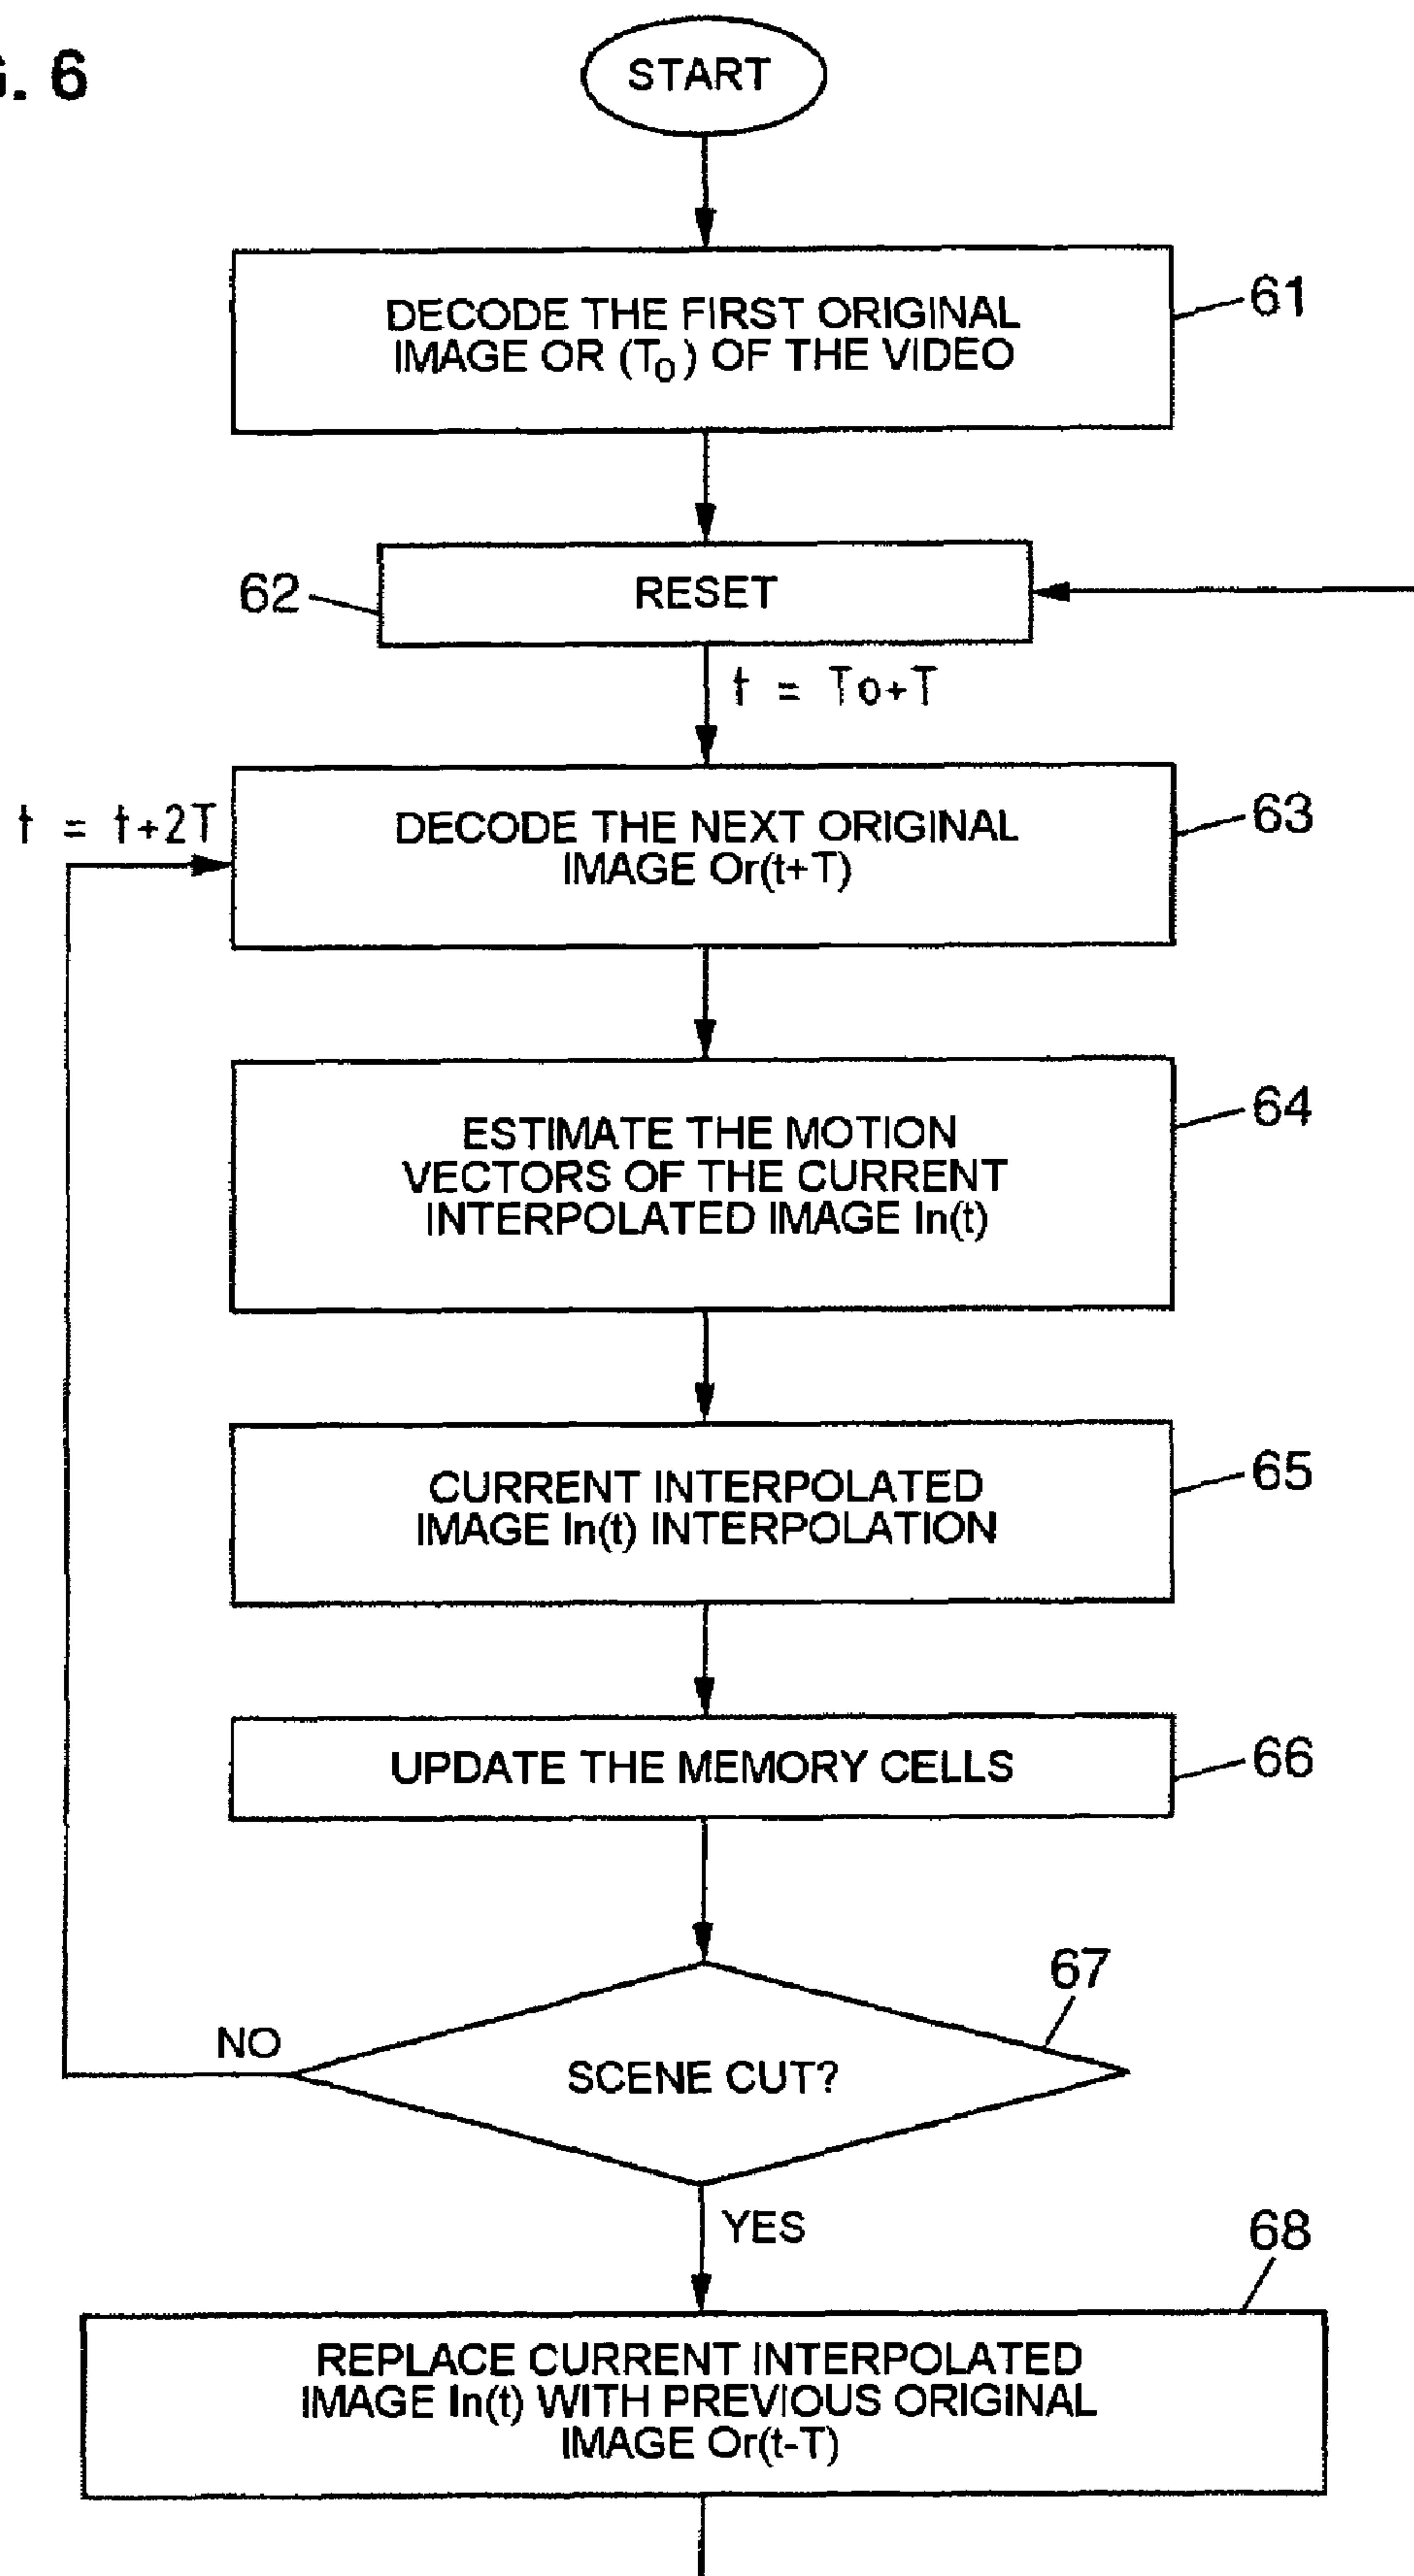 G. 6
START
DECODE THE FIRST ORIGINAL
IMAGE OR (T₀) OF THE VIDEO
61
RESET
62
t = To+T
t = t+2T
DECODE THE NEXT ORIGINAL
IMAGE Or(t+T)
63
ESTIMATE THE MOTION
VECTORS OF THE CURRENT
INTERPOLATED IMAGE In(t)
64
CURRENT INTERPOLATED
IMAGE In(t) INTERPOLATION
65
UPDATE THE MEMORY CELLS
66
67
NO
SCENE CUT?
YES
68
REPLACE CURRENT INTERPOLATED
IMAGE In(t) WITH PREVIOUS ORIGINAL
IMAGE Or(t-T)